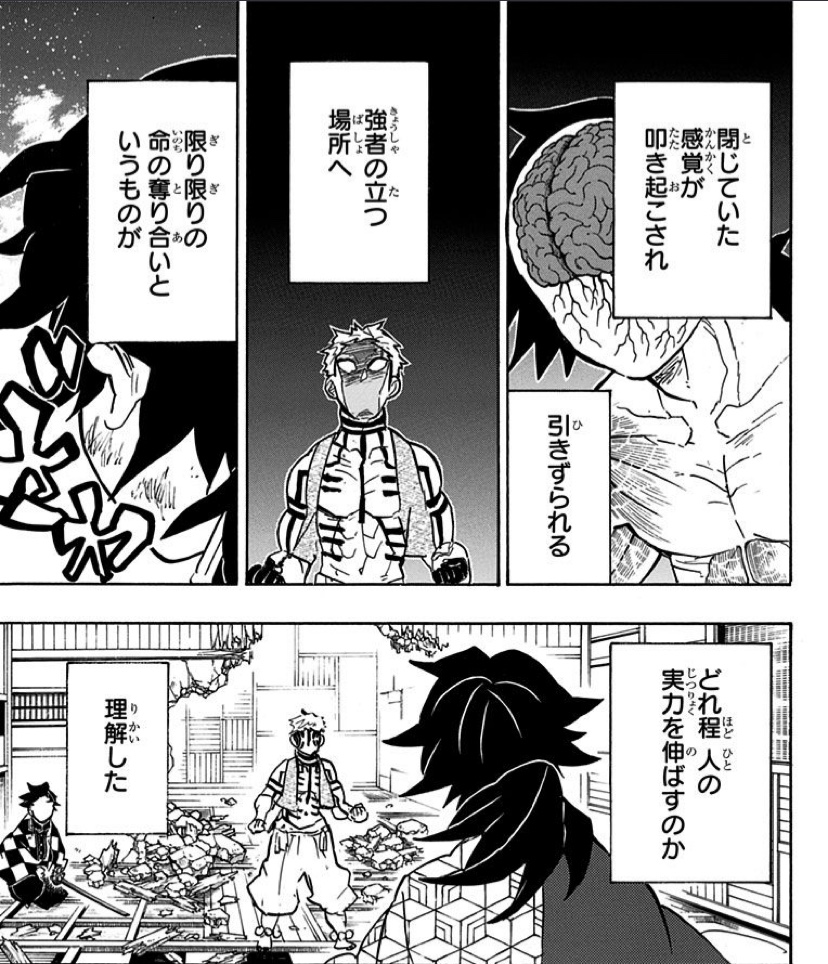 閉じていた
感覚が
叩き起こされ
引きずられる
強者の立つ
場所へ
限り限りの
命の奪り合いと
いうものが
どれ程 人の
実力を伸ばすのか
理解した